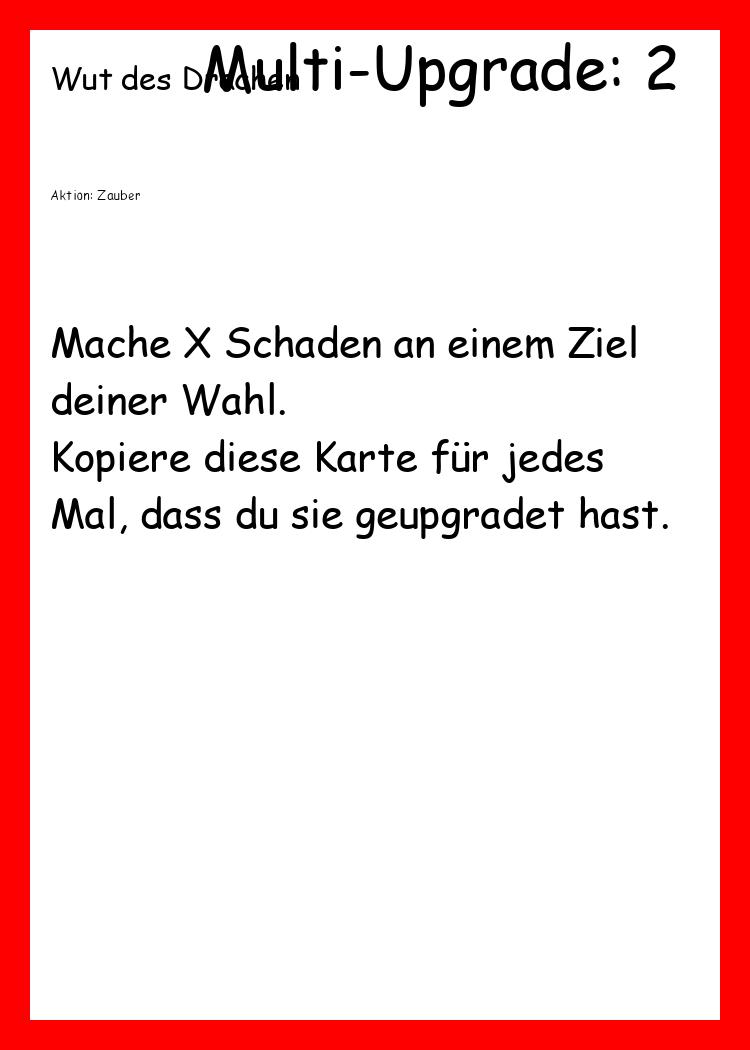 Wut des Drachen
Multi-Upgrade: 2
Aktion: Zauber
Mache X Schaden an einem Ziel
deiner Wahl.
Kopiere diese Karte für jedes
Mal, dass du sie geupgradet hast.